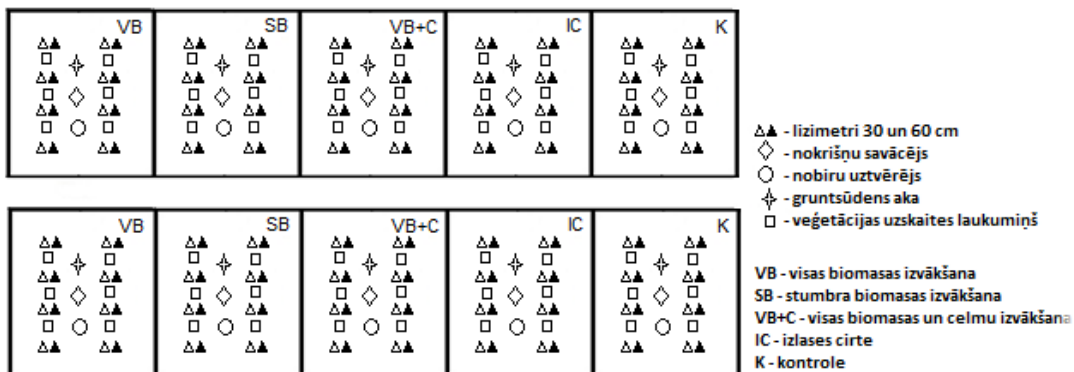 VB SB VB+C IC K
- lizimetri 30 un 60 cm
- nokrišņu savācējs
- nobiru uztvērējs
- gruntsūdens aka
- veģetācijas uzskaites laukumiņš
VB SB VB+C IC K
VB - visas biomasas izvākšana
SB - stumbra biomasas izvākšana
VB+C - visas biomasas un celmu izvākšana
IC - izlases cirte
K - kontrole